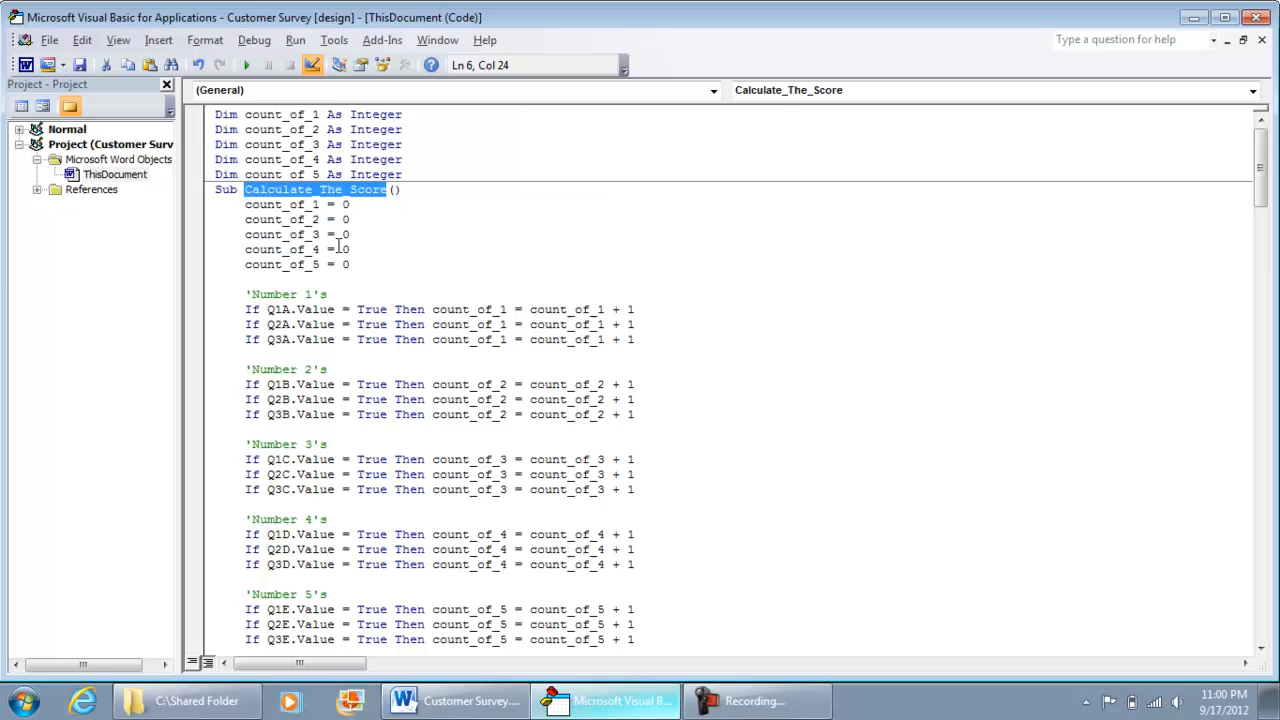 Microsoft Visual Basic for Applications - Customer Survey [design] - [ThisDocument (Code)]
File Edit View Insert Format Debug Run Tools Add-Ins Window Help
Type a question for help
Ln 6, Col 24
Project - Project
(General)
Calculate_The_Score
Normal
Project (Customer Surv
Microsoft Word Objects
ThisDocument
References
Dim count_of_1 As Integer
Dim count_of_2 As Integer
Dim count_of_3 As Integer
Dim count_of_4 As Integer
Dim count_of_5 As Integer
Sub Calculate_The_Score()
count_of_1 = 0
count_of_2 = 0
count_of_3 = 0
count_of_4 = 0
count_of_5 = 0
'Number 1's
If Q1A.Value = True Then count_of_1 = count_of_1 + 1
If Q2A.Value = True Then count_of_1 = count_of_1 + 1
If Q3A.Value = True Then count_of_1 = count_of_1 + 1
'Number 2's
If Q1B.Value = True Then count_of_2 = count_of_2 + 1
If Q2B.Value = True Then count_of_2 = count_of_2 + 1
If Q3B.Value = True Then count_of_2 = count_of_2 + 1
'Number 3's
If Q1C.Value = True Then count_of_3 = count_of_3 + 1
If Q2C.Value = True Then count_of_3 = count_of_3 + 1
If Q3C.Value = True Then count_of_3 = count_of_3 + 1
'Number 4's
If Q1D.Value = True Then count_of_4 = count_of_4 + 1
If Q2D.Value = True Then count_of_4 = count_of_4 + 1
If Q3D.Value = True Then count_of_4 = count_of_4 + 1
'Number 5's
If Q1E.Value = True Then count_of_5 = count_of_5 + 1
If Q2E.Value = True Then count_of_5 = count_of_5 + 1
If Q3E.Value = True Then count_of_5 = count_of_5 + 1
C:\Shared Folder
Customer Survey....
Microsoft Visual B...
Recording...
11:00 PM
9/17/2012